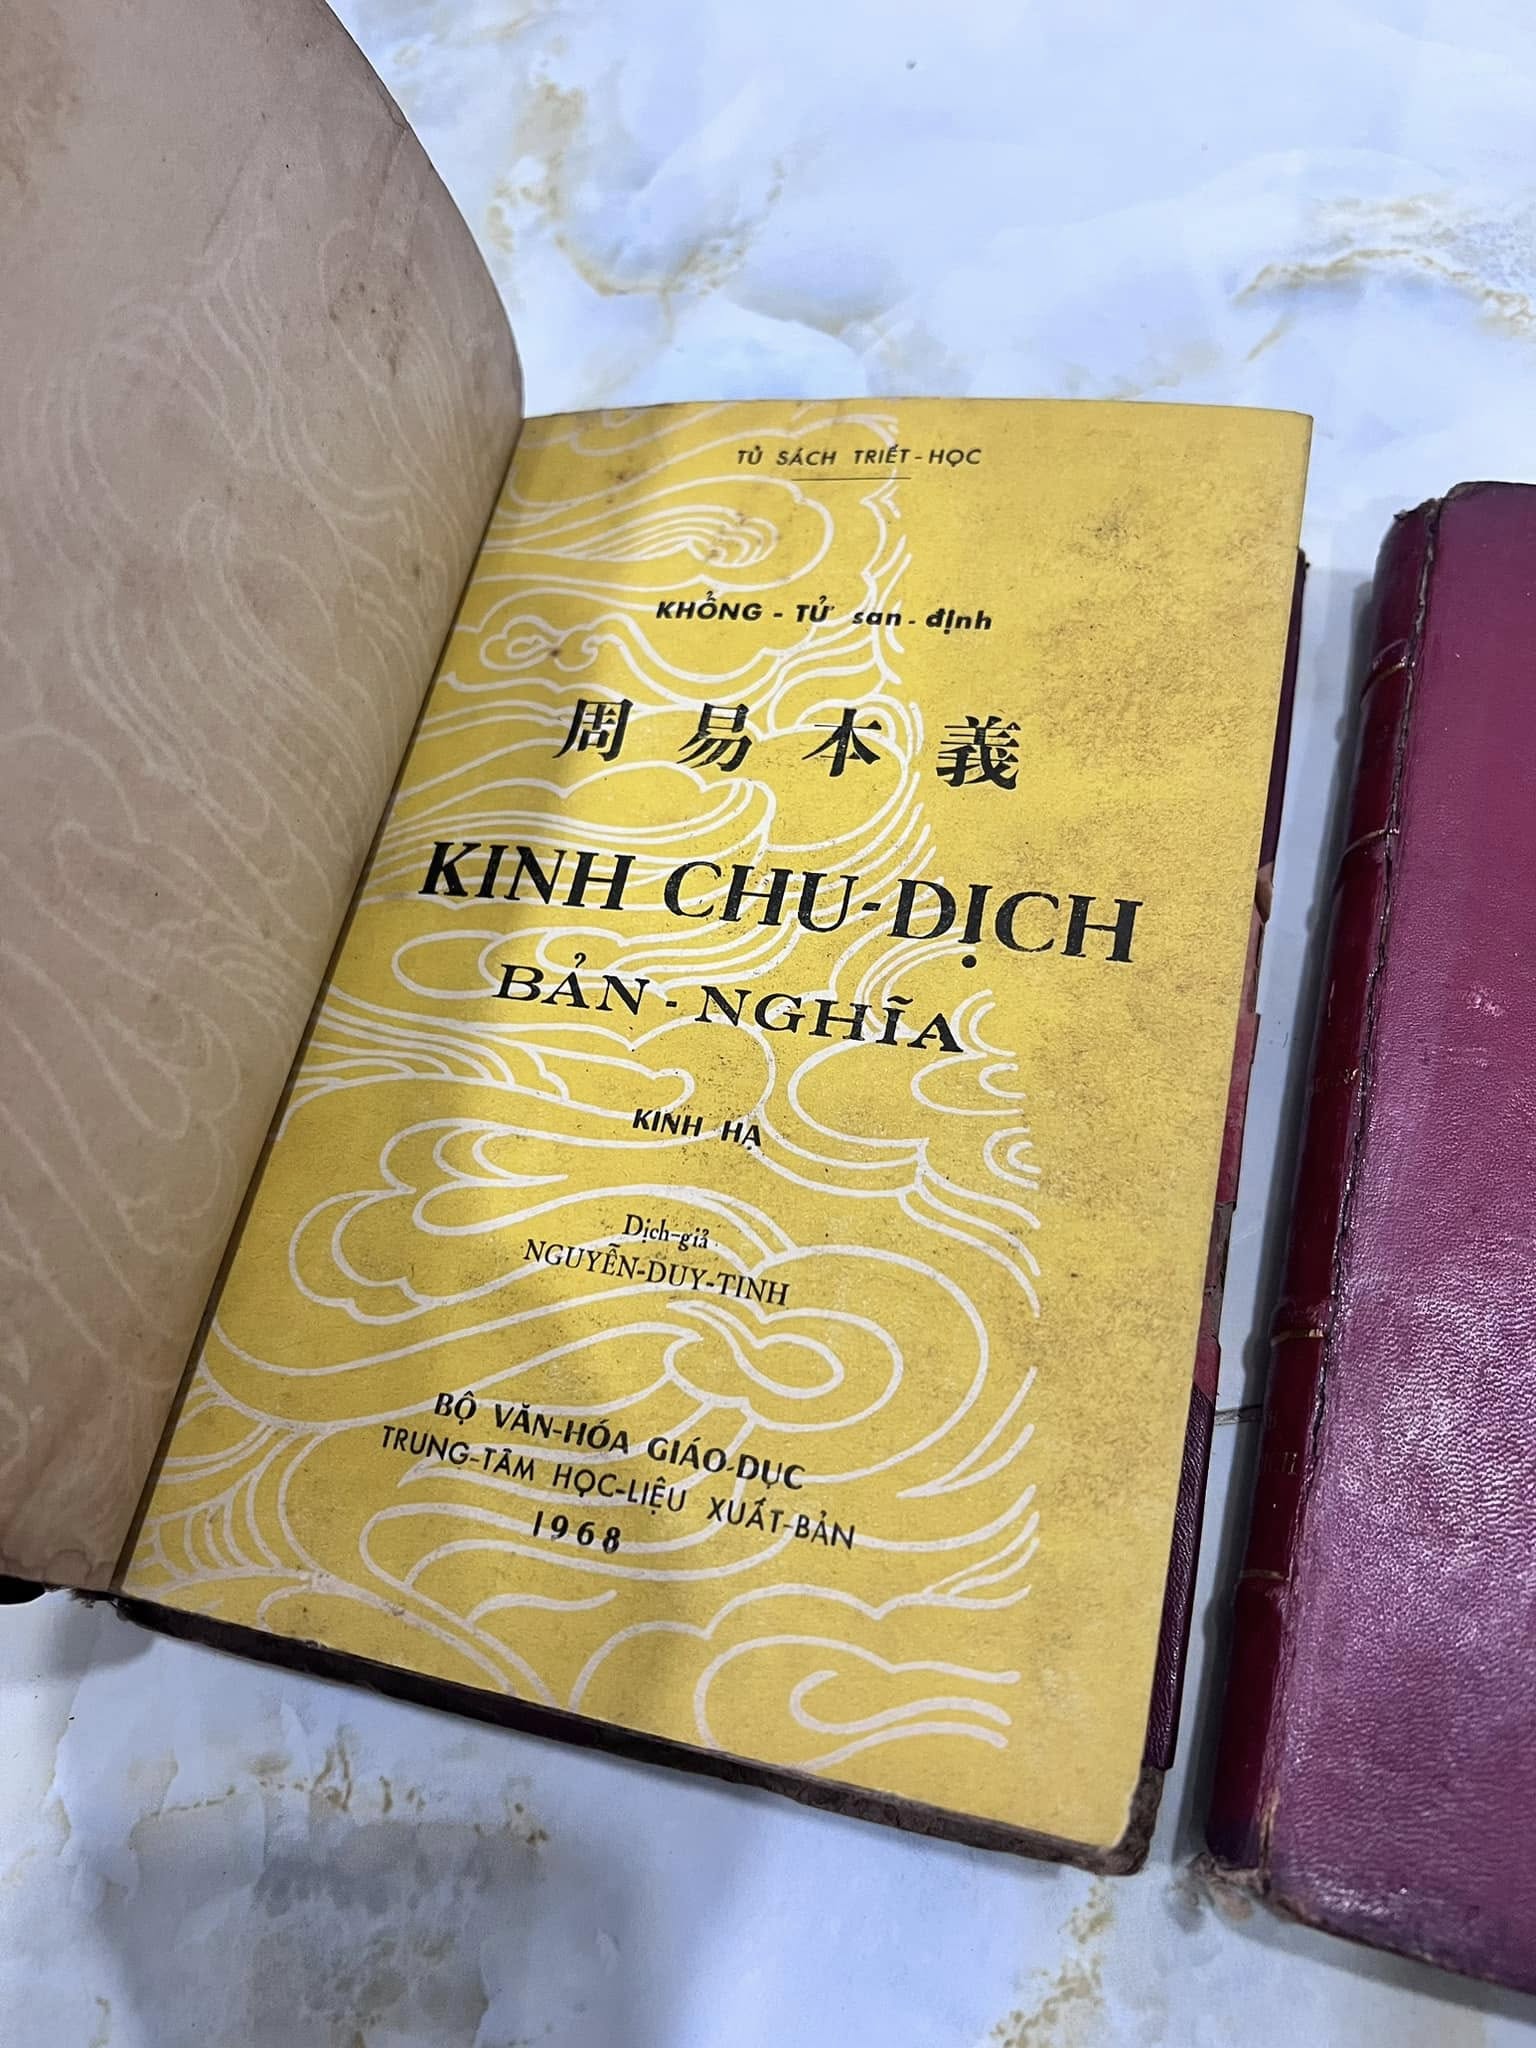 TỦ SÁCH TRIẾT-HỌC
KHỔNG-TỬ san-định
周易本義
KINH CHU-DỊCH
BẢN-NGHĨA
KINH HẠ
Dịch-giả
NGUYỄN-DUY-TINH
BỘ VĂN-HÓA GIÁO-DỤC
TRUNG-TÂM HỌC-LIỆU XUẤT-BẢN
1968